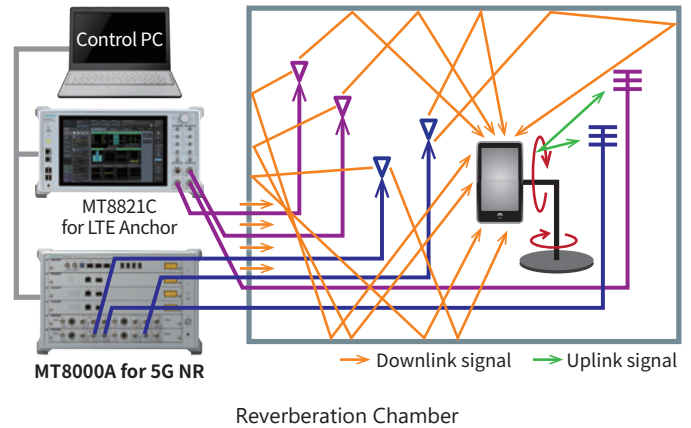 Control PC
MT8821C
for LTE Anchor
MT8000A for 5G NR
Downlink signal
Uplink signal
Reverberation Chamber